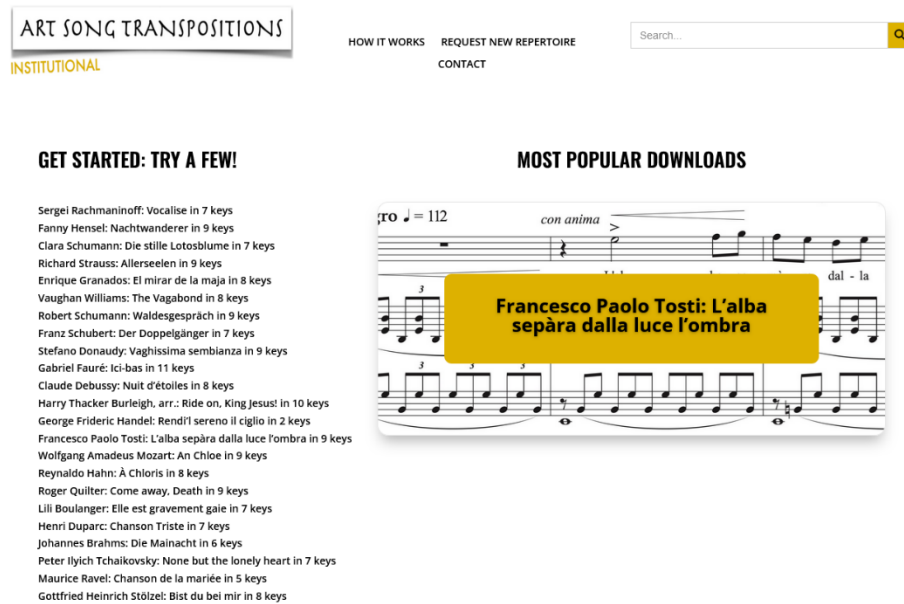 ART SONG TRANSPOSITIONS
INSTITUTIONAL
HOW IT WORKS REQUEST NEW REPERTOIRE
CONTACT
Search...
GET STARTED: TRY A FEW!
Sergei Rachmaninoff: Vocalise in 7 keys
Fanny Hensel: Nachtwanderer in 9 keys
Clara Schumann: Die stille Lotosblume in 7 keys
Richard Strauss: Allerseelen in 9 keys
Enrique Granados: El mirar de la maja in 8 keys
Vaughan Williams: The Vagabond in 8 keys
Robert Schumann: Waldesgespräch in 9 keys
Franz Schubert: Der Doppelgänger in 7 keys
Stefano Donaudy: Vaghissima sembianza in 9 keys
Gabriel Fauré: Ici-bas in 11 keys
Claude Debussy: Nuit d’étoiles in 8 keys
Harry Thacker Burleigh, arr.: Ride on, King Jesus! in 10 keys
George Frideric Handel: Rendi’l sereno il ciglio in 2 keys
Francesco Paolo Tosti: L’alba sepàra dalla luce l’ombra in 9 keys
Wolfgang Amadeus Mozart: An Chloe in 9 keys
Reynaldo Hahn: À Chloris in 8 keys
Roger Quilter: Come away, Death in 9 keys
Lili Boulanger: Elle est gravement gaie in 7 keys
Henri Duparc: Chanson Triste in 7 keys
Johannes Brahms: Die Mainacht in 6 keys
Peter Ilyich Tchaikovsky: None but the lonely heart in 7 keys
Maurice Ravel: Chanson de la mariée in 5 keys
Gottfried Heinrich Stölzel: Bist du bei mir in 8 keys
MOST POPULAR DOWNLOADS
gro ♩ = 112
con anima
dal - la
3
Francesco Paolo Tosti: L’alba
sepàra dalla luce l’ombra
3 3 3